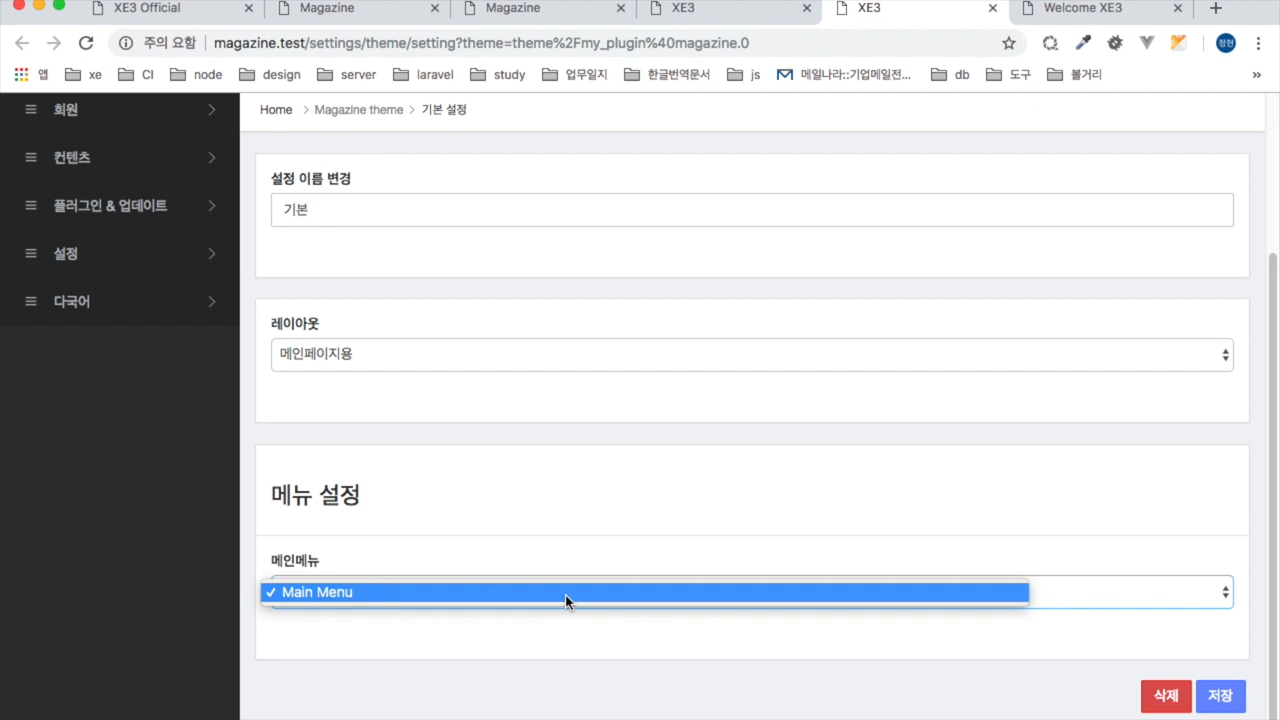 XE3 Official
Magazine
Magazine
XE3
XE3
Welcome XE3
주의 요함
magazine.test/settings/theme/setting?theme=theme%2Fmy_plugin%40magazine.0
정현
앱
xe
CI
node
design
server
laravel
study
업무일지
한글번역문서
js
메일나라::기업메일전...
db
도구
볼거리
»
회원
컨텐츠
플러그인 & 업데이트
설정
다국어
Home > Magazine theme > 기본 설정
설정 이름 변경
기본
레이아웃
메인페이지용
메뉴 설정
메인메뉴
✓ Main Menu
삭제
저장